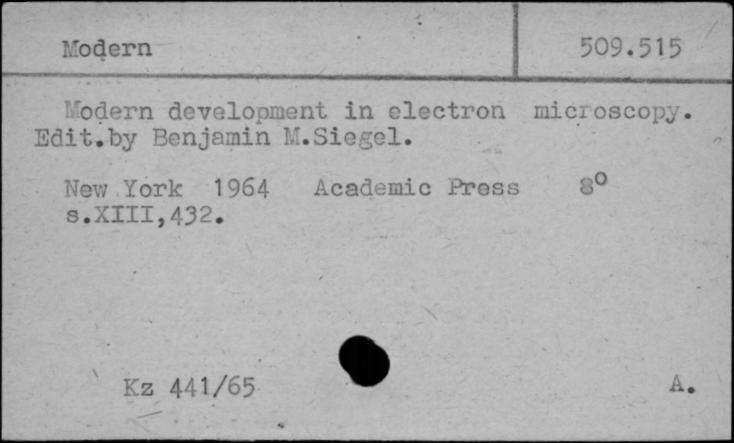 Modern 509.515
Modern development in electron microscopy.
Edit.by Benjamin M.Siegel.
New York 1964 Academic Press 8°
s.XIII,432.
Kz 441/65 A.